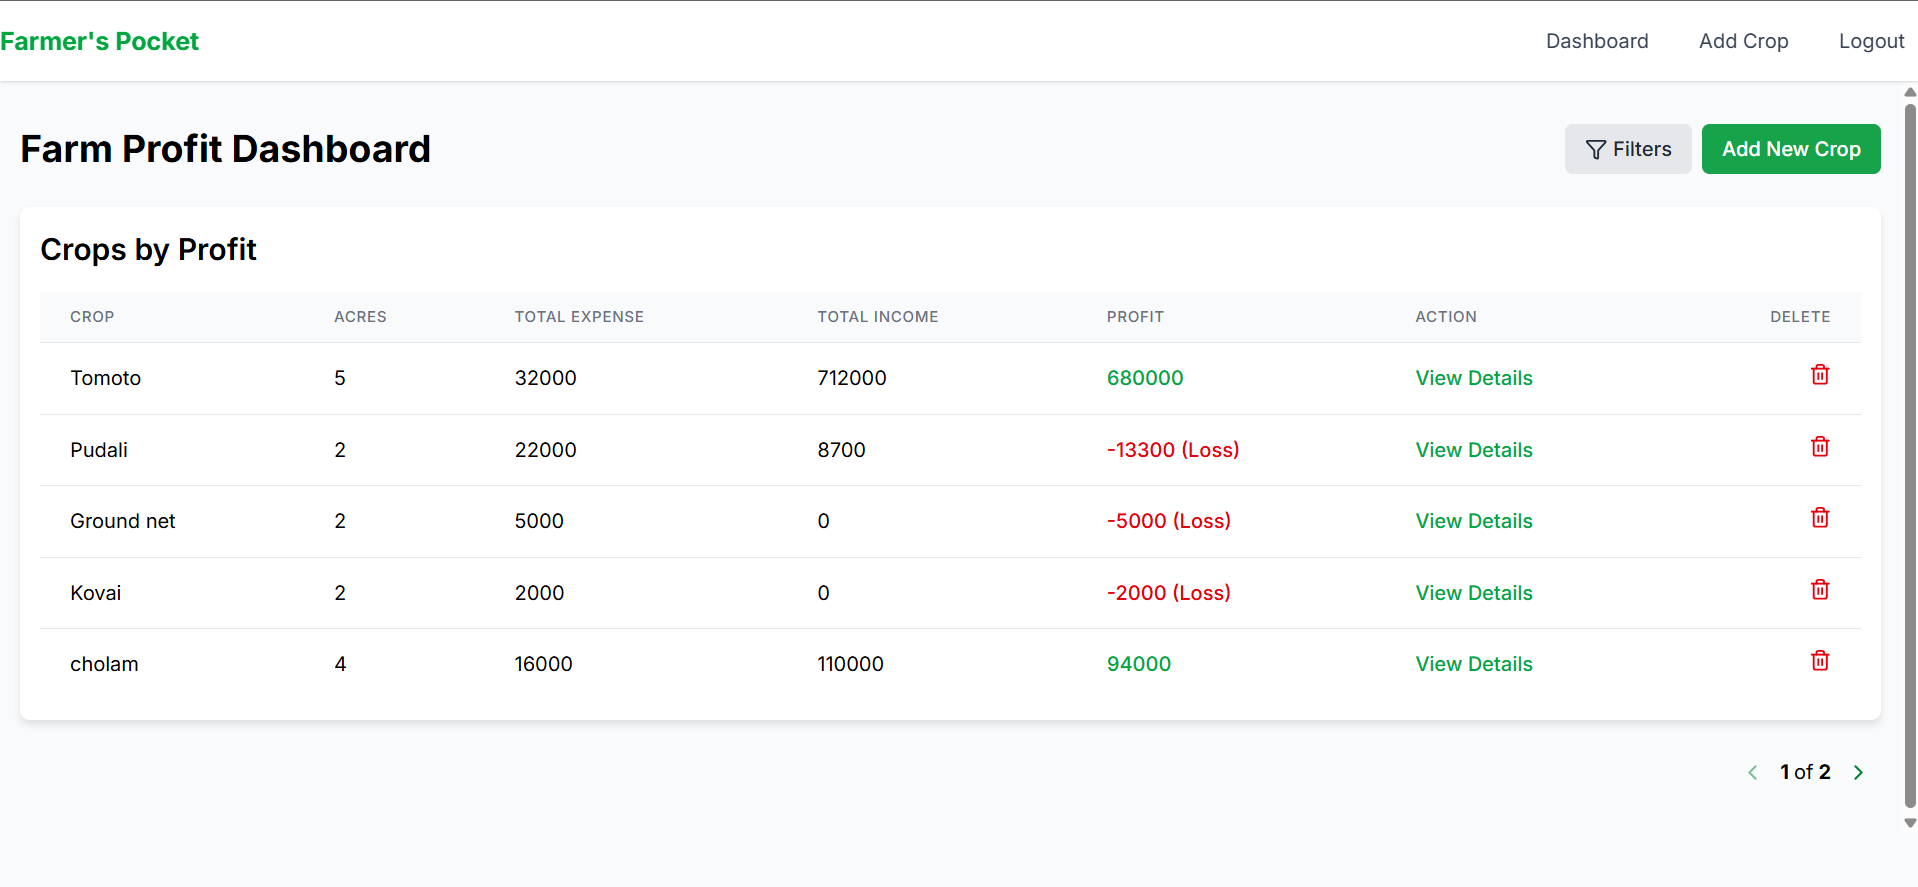 Farmer's Pocket Dashboard Add Crop Logout
Farm Profit Dashboard Filters Add New Crop
Crops by Profit
CROP ACRES TOTAL EXPENSE TOTAL INCOME PROFIT ACTION DELETE
Tomoto 5 32000 712000 680000 View Details
Pudali 2 22000 8700 -13300 (Loss) View Details
Ground net 2 5000 0 -5000 (Loss) View Details
Kovai 2 2000 0 -2000 (Loss) View Details
cholam 4 16000 110000 94000 View Details
1 of 2